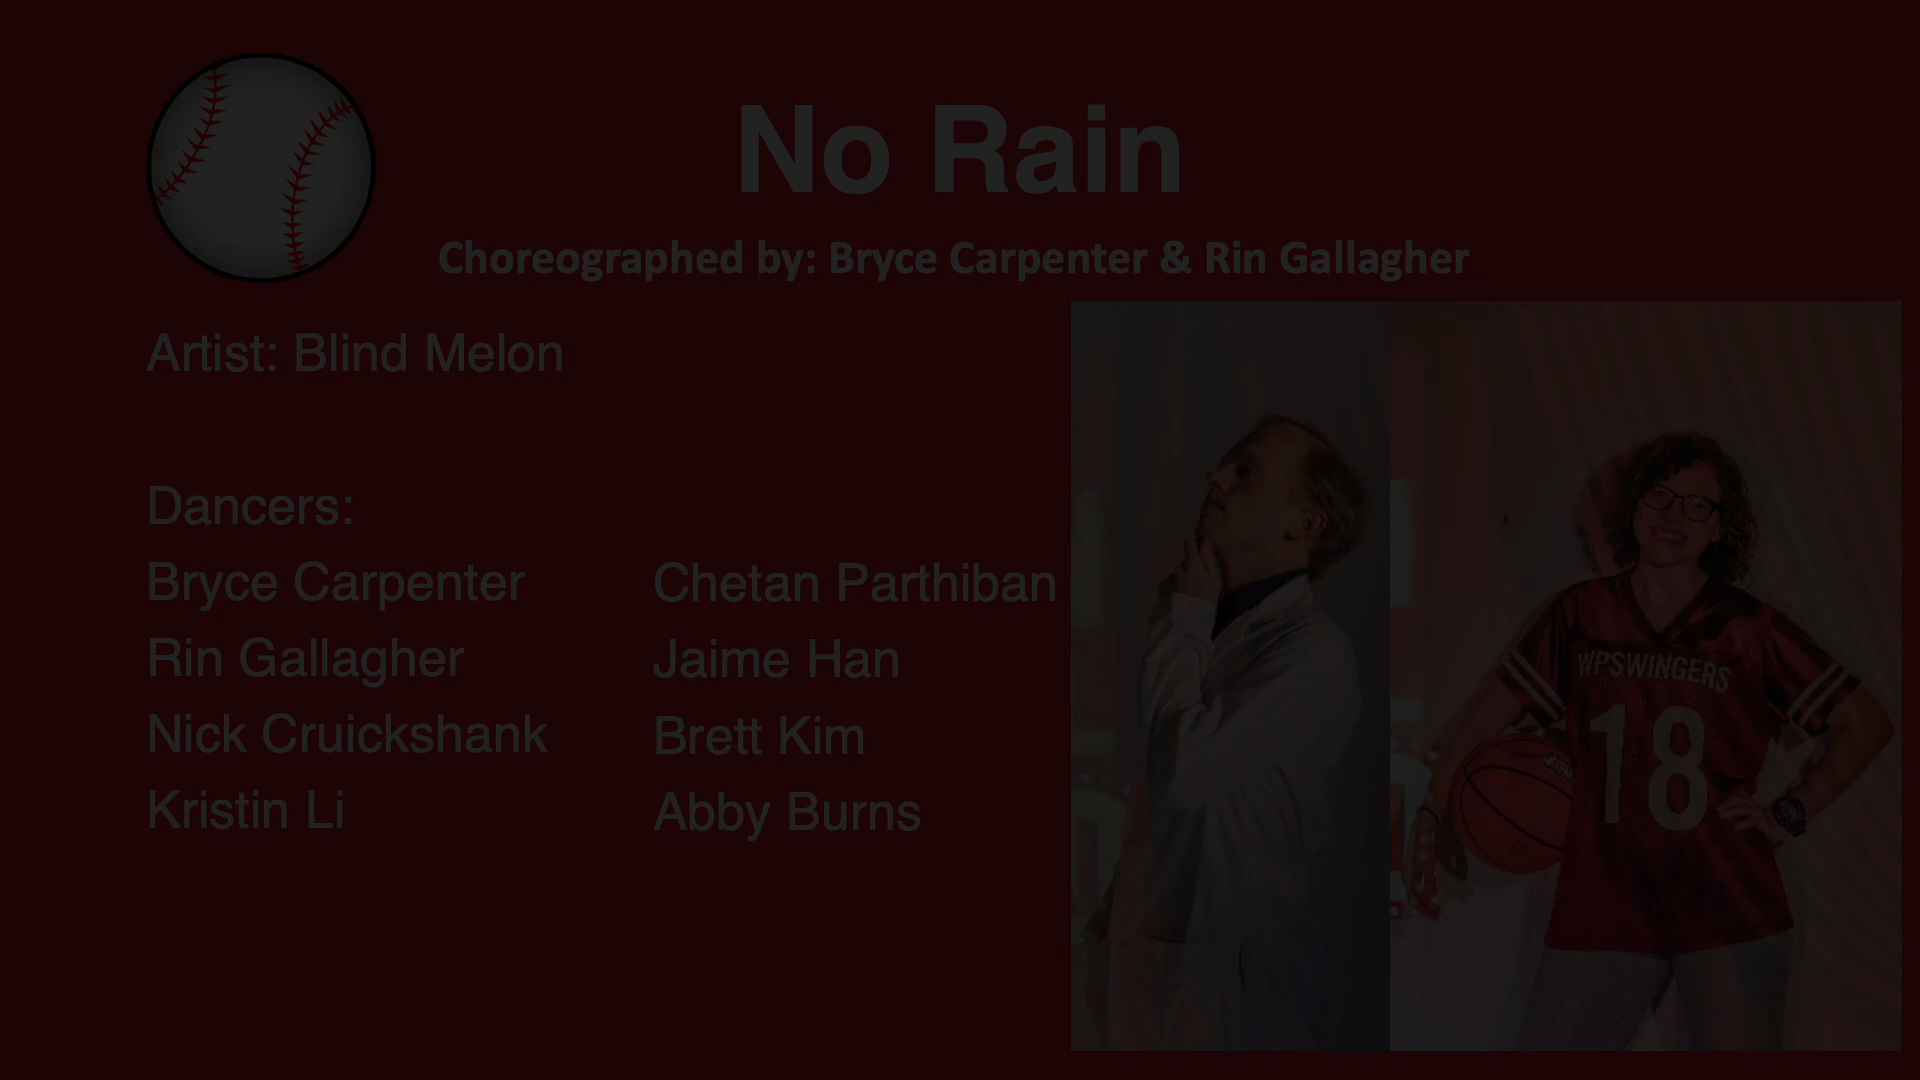 No Rain
Choreographed by: Bryce Carpenter & Rin Gallagher
Artist: Blind Melon
Dancers:
Bryce Carpenter
Rin Gallagher
Nick Cruickshank
Kristin Li
Chetan Parthiban
Jaime Han
Brett Kim
Abby Burns
WPSWINGERS
18